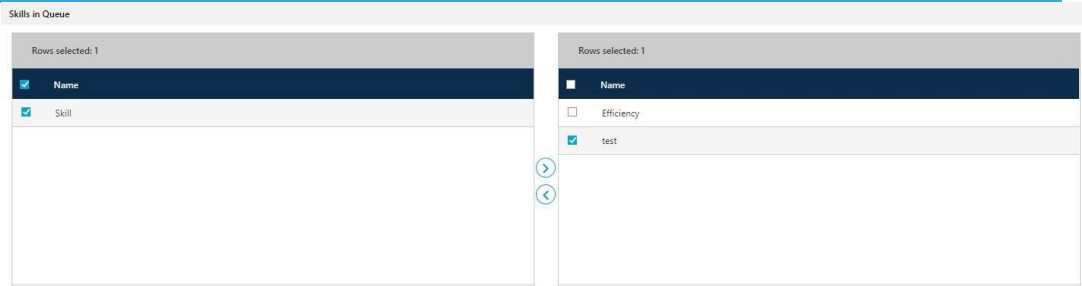 Skills in Queue
Rows selected: 1
Name
Skill
Rows selected: 1
Name
Efficiency
test